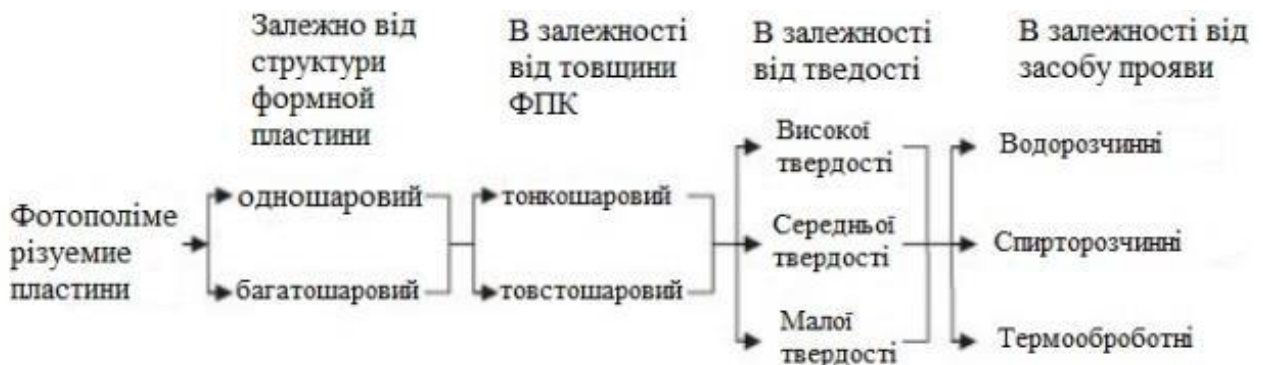 Залежно від
структури
формной
пластини
В залежності
від товщини
ФПК
В залежності
від тведості
В залежності від
засобу прояви
Фотополіме
різуемие
пластини
одношаровий
багатошаровий
тонкошаровий
товстошаровий
Високої
твердості
Середньої
твердості
Малої
твердості
Водорозчинні
Спирторозчинні
Термооброботні